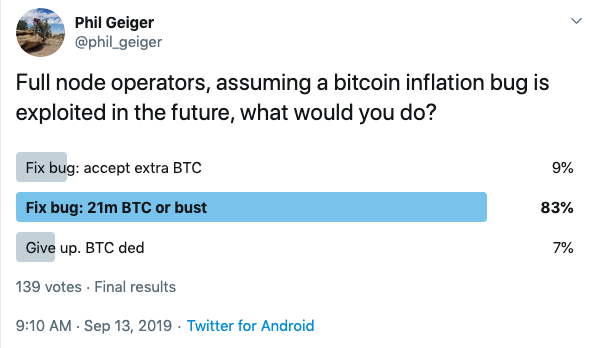 Phil Geiger
@phil_geiger
Full node operators, assuming a bitcoin inflation bug is
exploited in the future, what would you do?
Fix bug: accept extra BTC 9%
Fix bug: 21m BTC or bust 83%
Give up. BTC ded 7%
139 votes · Final results
9:10 AM · Sep 13, 2019 · Twitter for Android